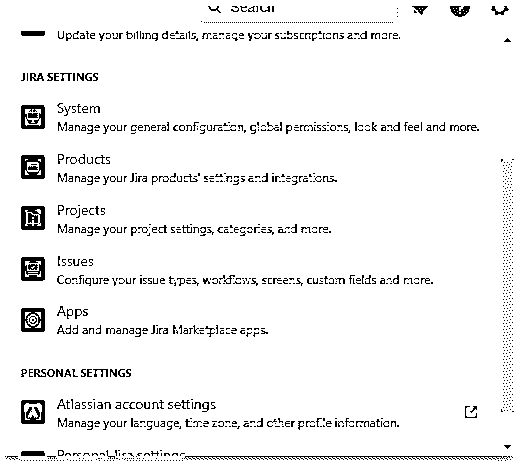 Search
Update your billing details, manage your subscriptions and more.
JIRA SETTINGS
System
Manage your general configuration, global permissions, look and feel and more.
Products
Manage your Jira products' settings and integrations.
Projects
Manage your project settings, categories, and more.
Issues
Configure your issue types, workflows, screens, custom fields and more.
Apps
Add and manage Jira Marketplace apps.
PERSONAL SETTINGS
Atlassian account settings
Manage your language, time zone, and other profile information.
Personal Jira settings